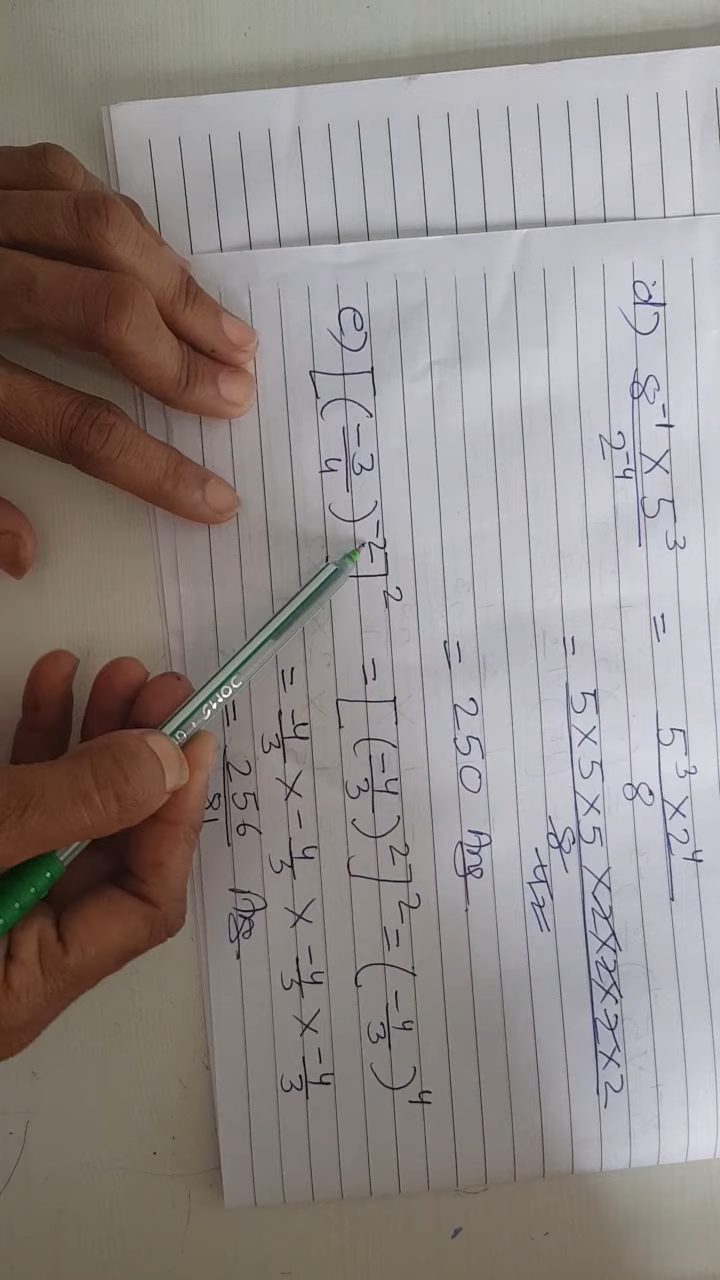 d) 8⁻¹ × 5³ / 2⁻⁴ = 5³ × 2⁴ / 8
= 5 × 5 × 5 × 2 × 2 × 2 × 2 / 8
= 250 Ans
e) [(-3/4)⁻²]² = [(-4/3)²]² = (-4/3)⁴
= -4/3 × -4/3 × -4/3 × -4/3
= 256/81 Ans
DOMS